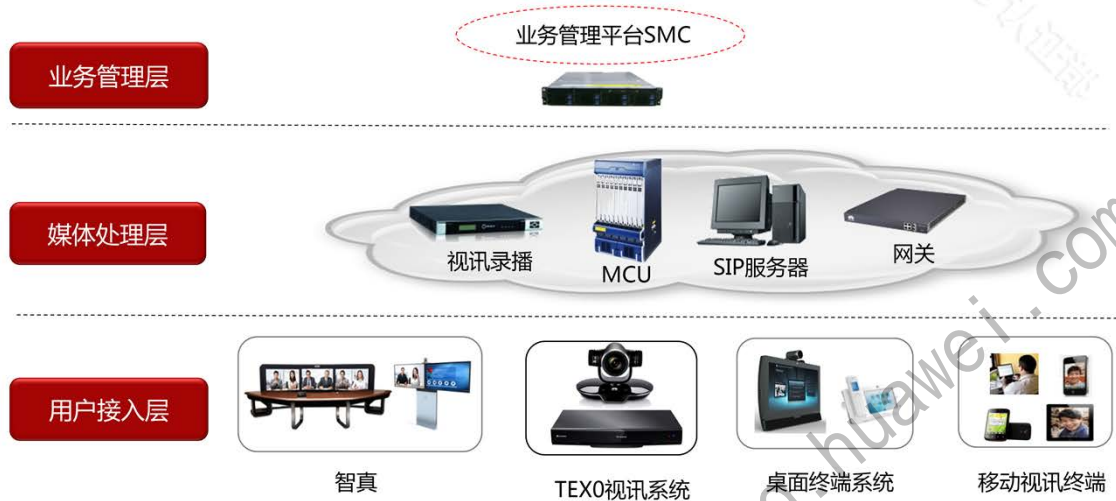 业务管理平台SMC
业务管理层
媒体处理层
视讯录播
MCU
SIP服务器
网关
用户接入层
智真
TEX0视讯系统
桌面终端系统
移动视讯终端
huawei.com